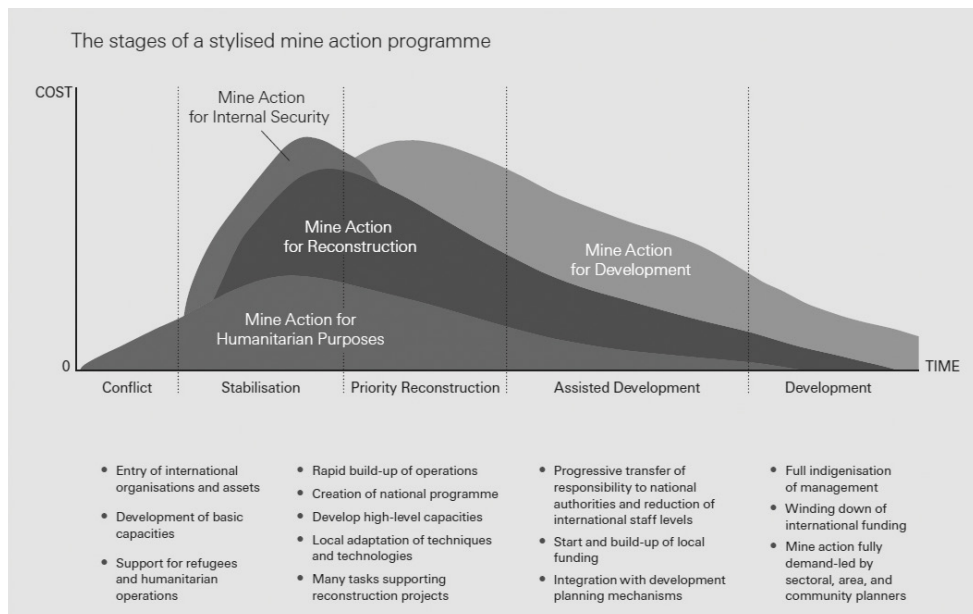 The stages of a stylised mine action programme
COST
Mine Action
for Internal Security
Mine Action
for Reconstruction
Mine Action
for Development
Mine Action for
Humanitarian Purposes
0
TIME
Conflict
Stabilisation
Priority Reconstruction
Assisted Development
Development
• Entry of international
organisations and assets
• Development of basic
capacities
• Support for refugees
and humanitarian
operations
• Rapid build-up of operations
• Creation of national programme
• Develop high-level capacities
• Local adaptation of techniques
and technologies
• Many tasks supporting
reconstruction projects
• Progressive transfer of
responsibility to national
authorities and reduction of
international staff levels
• Start and build-up of local
funding
• Integration with development
planning mechanisms
• Full indigenisation
of management
• Winding down of
international funding
• Mine action fully
demand-led by
sectoral, area, and
community planners